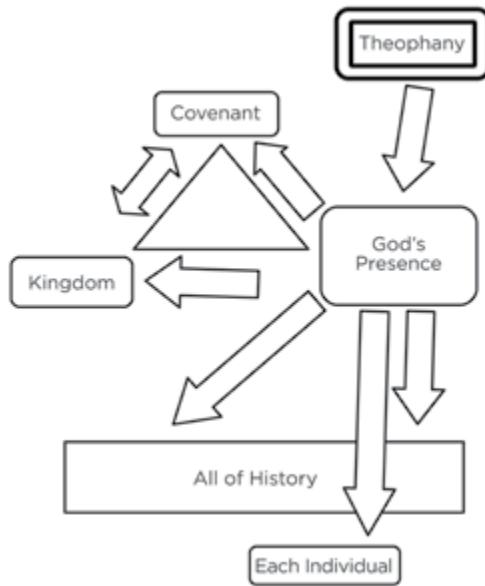 Theophany
Covenant
God's
Presence
Kingdom
All of History
Each Individual